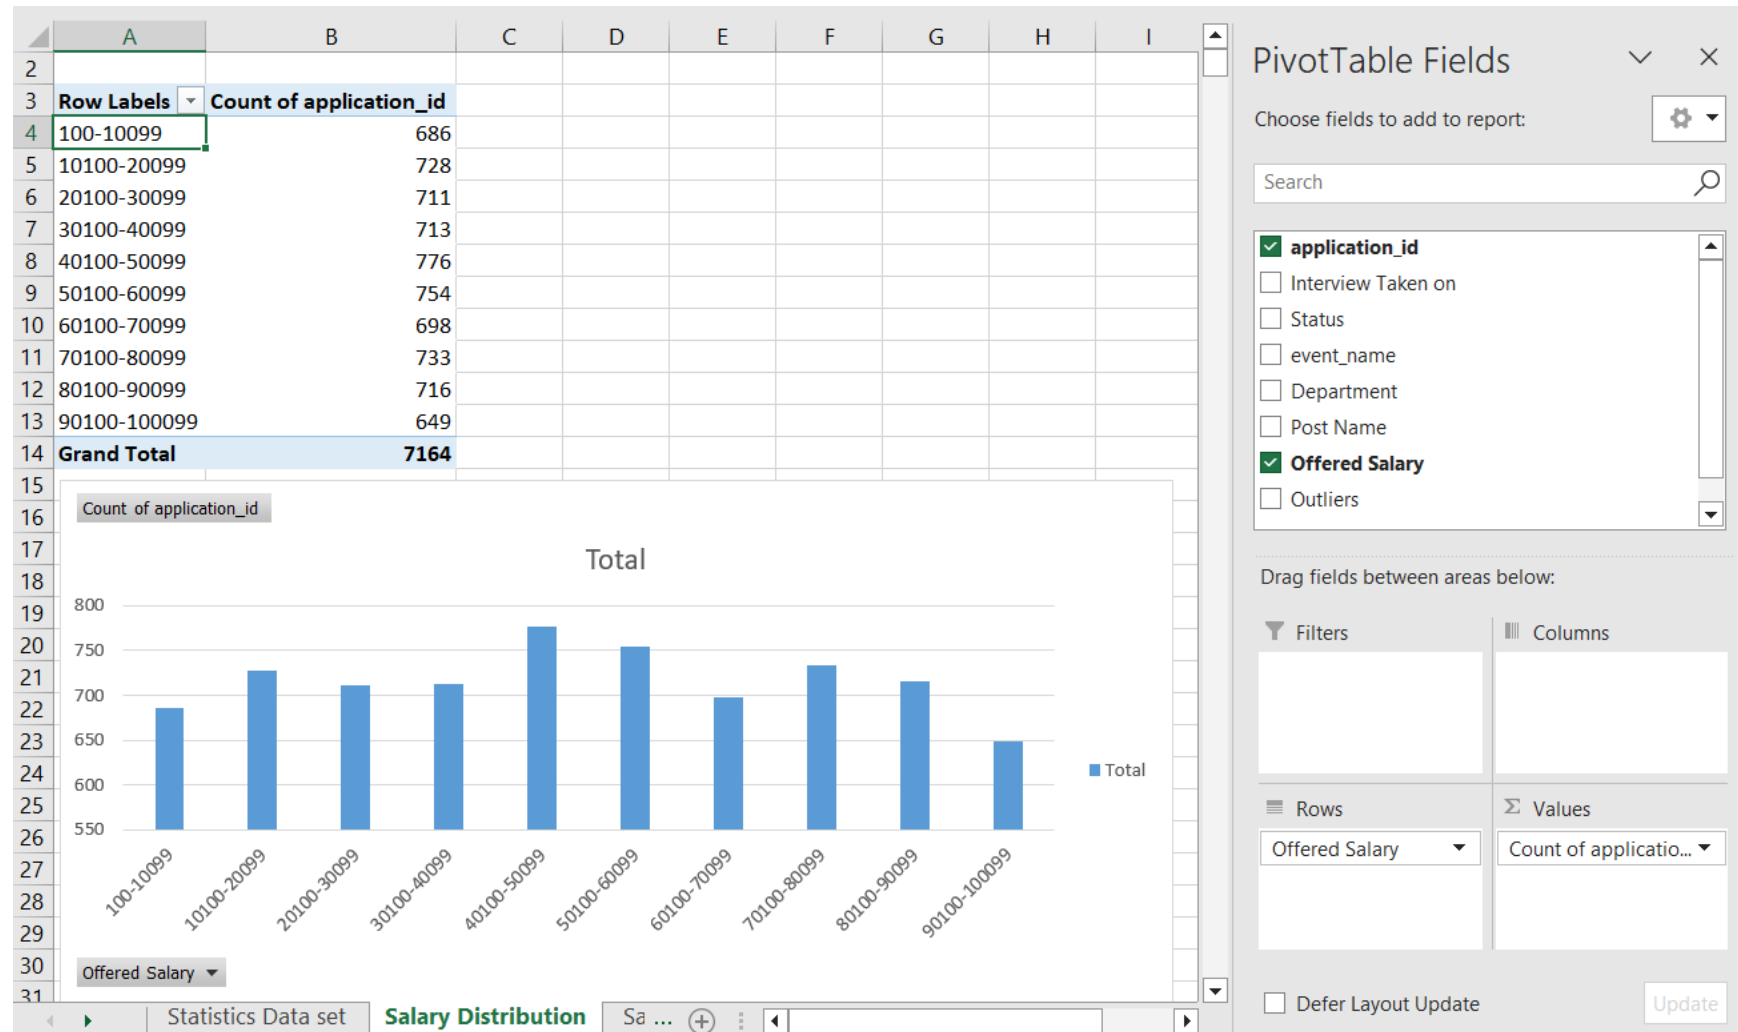 A B C D E F G H I
2
3 Row Labels Count of application_id
4 100-10099 686
5 10100-20099 728
6 20100-30099 711
7 30100-40099 713
8 40100-50099 776
9 50100-60099 754
10 60100-70099 698
11 70100-80099 733
12 80100-90099 716
13 90100-100099 649
14 Grand Total 7164
15
16
17
18
19
20
21
22
23
24
25
26
27
28
29
30
31
Count of application_id
Total
800
750
700
650
600
550
Total
100-10099
10100-20099
20100-30099
30100-40099
40100-50099
50100-60099
60100-70099
70100-80099
80100-90099
90100-100099
Offered Salary
Statistics Data set Salary Distribution Sa ...
PivotTable Fields
Choose fields to add to report:
Search
application_id
Interview Taken on
Status
event_name
Department
Post Name
Offered Salary
Outliers
Drag fields between areas below:
Filters Columns
Rows Σ Values
Offered Salary Count of applicatio...
Defer Layout Update Update